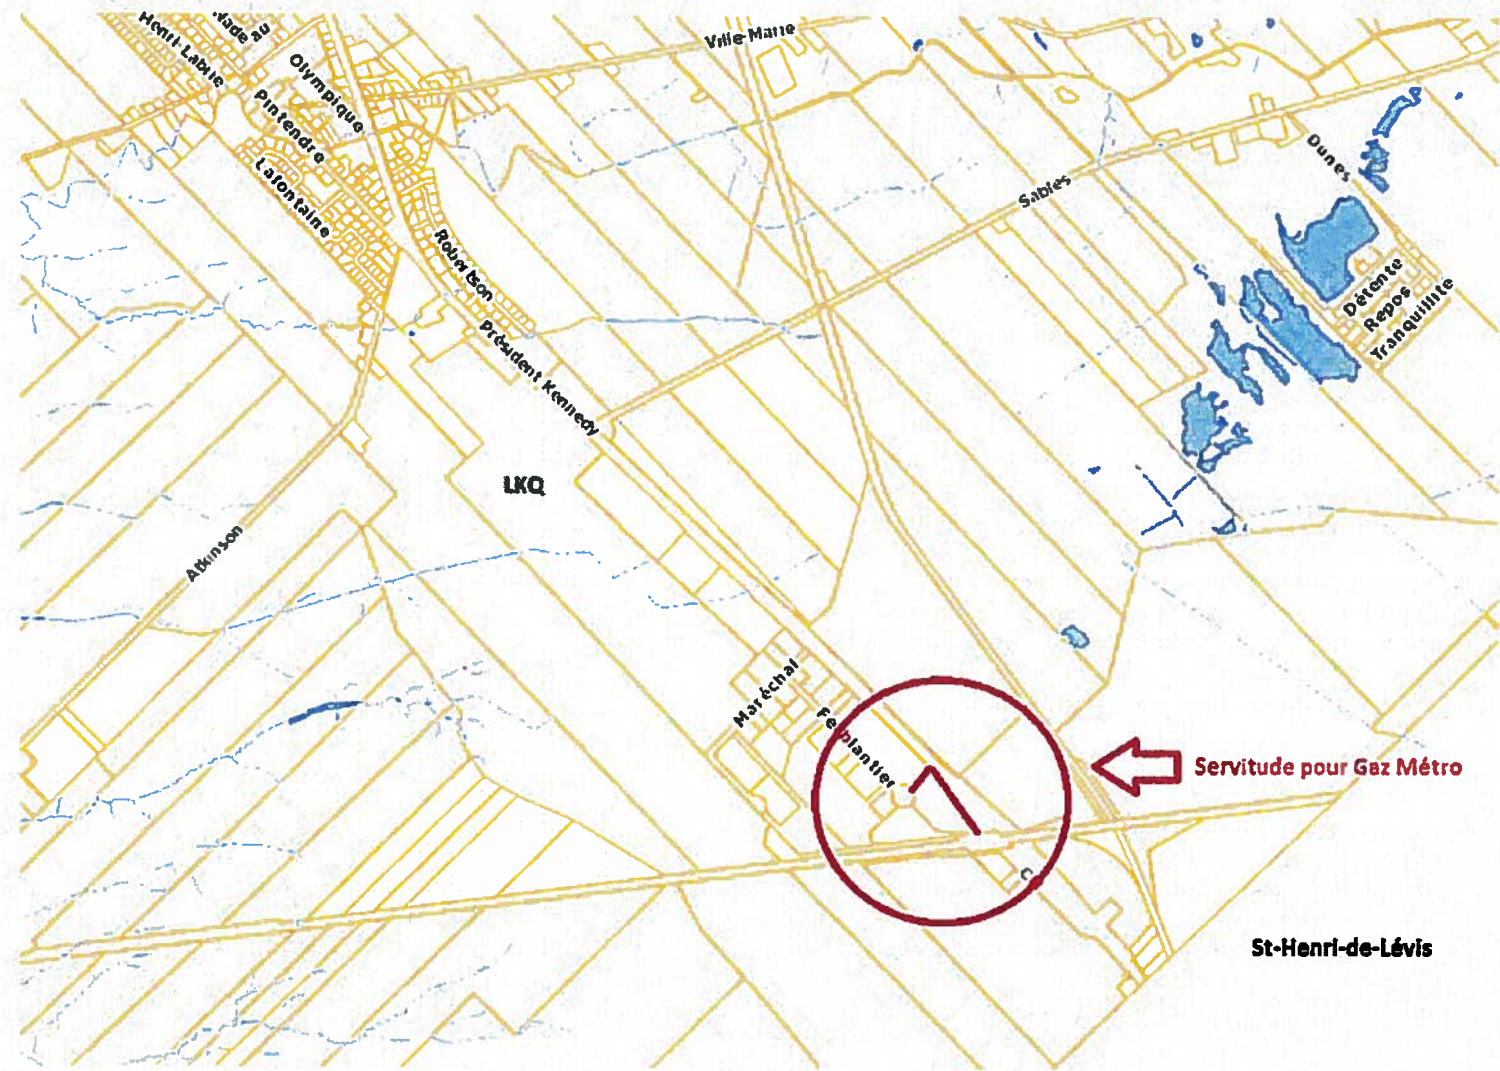 Henri-Labrie
Olympique
Pintendre
Lafontaine
Ville-Marie
Robertson
Président Kennedy
Sables
Dunes
Détente
Repos
Tranquillité
LKQ
Atkinson
Maréchal
Ferblantier
Servitude pour Gaz Métro
C
St-Henri-de-Lévis